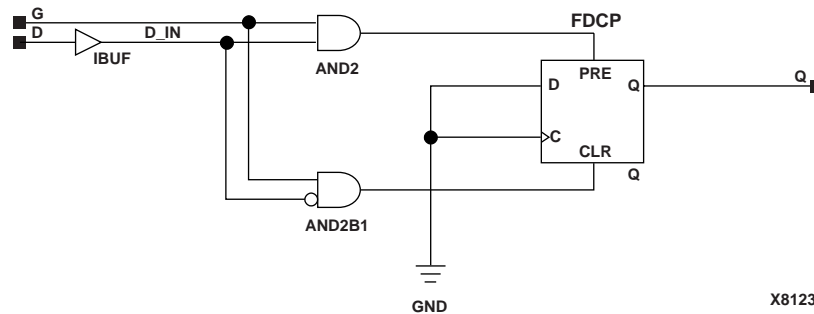 G
D
D_IN
IBUF
AND2
FDCP
PRE
D
Q
Q
C
CLR
Q
AND2B1
GND
X8123